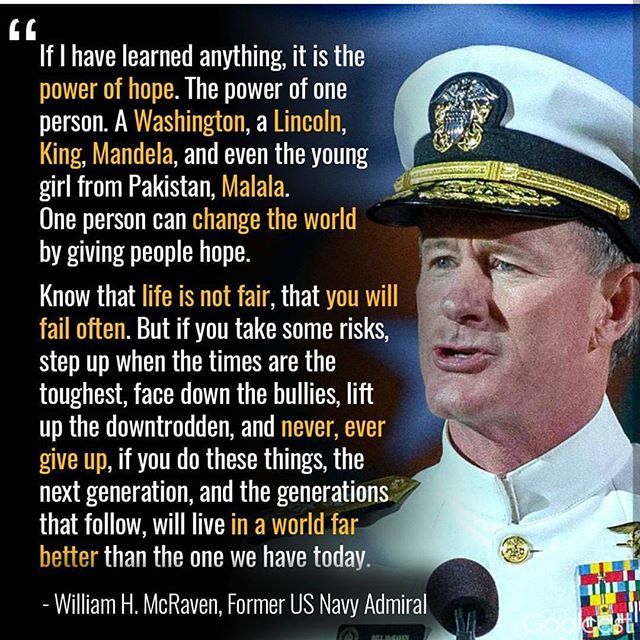 “
If I have learned anything, it is the
power of hope. The power of one
person. A Washington, a Lincoln,
King, Mandela, and even the young
girl from Pakistan, Malala.
One person can change the world
by giving people hope.
Know that life is not fair, that you will
fail often. But if you take some risks,
step up when the times are the
toughest, face down the bullies, lift
up the downtrodden, and never, ever
give up, if you do these things, the
next generation, and the generations
that follow, will live in a world far
better than the one we have today.
- William H. McRaven, Former US Navy Admiral
BILL McRAVEN
Goalcast